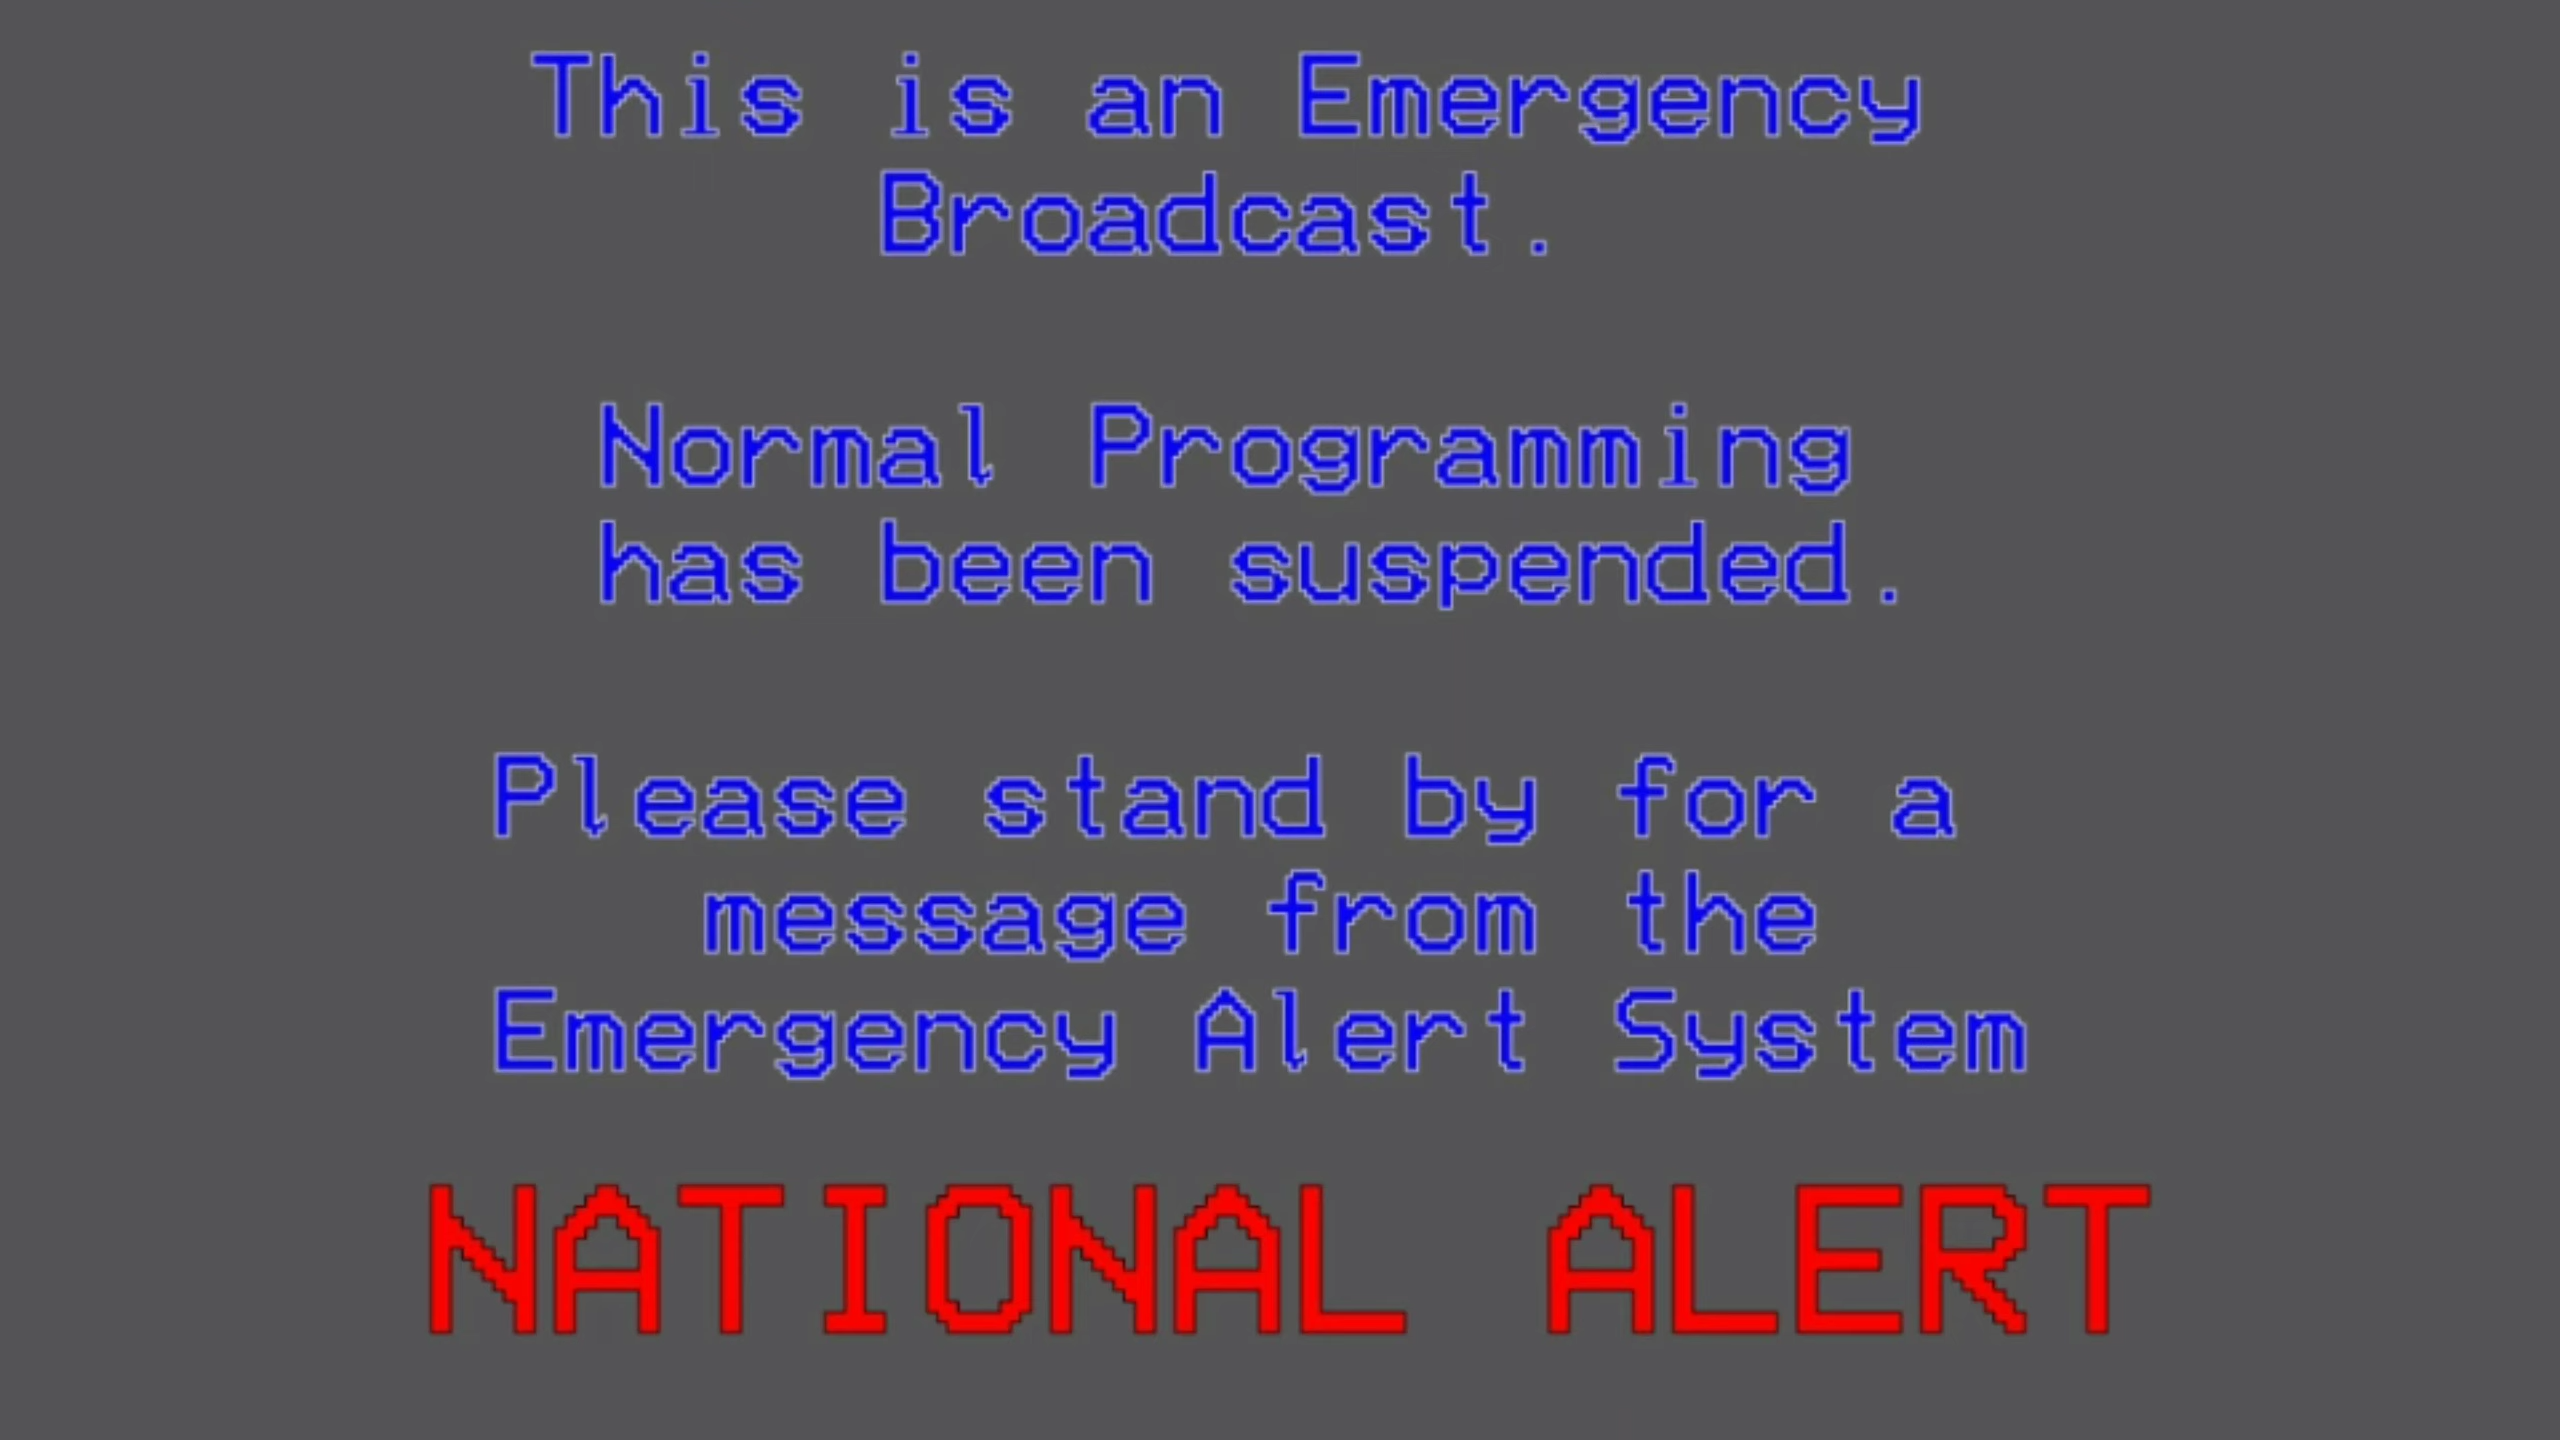 This is an Emergency
Broadcast.
Normal Programming
has been suspended.
Please stand by for a
message from the
Emergency Alert System
NATIONAL ALERT